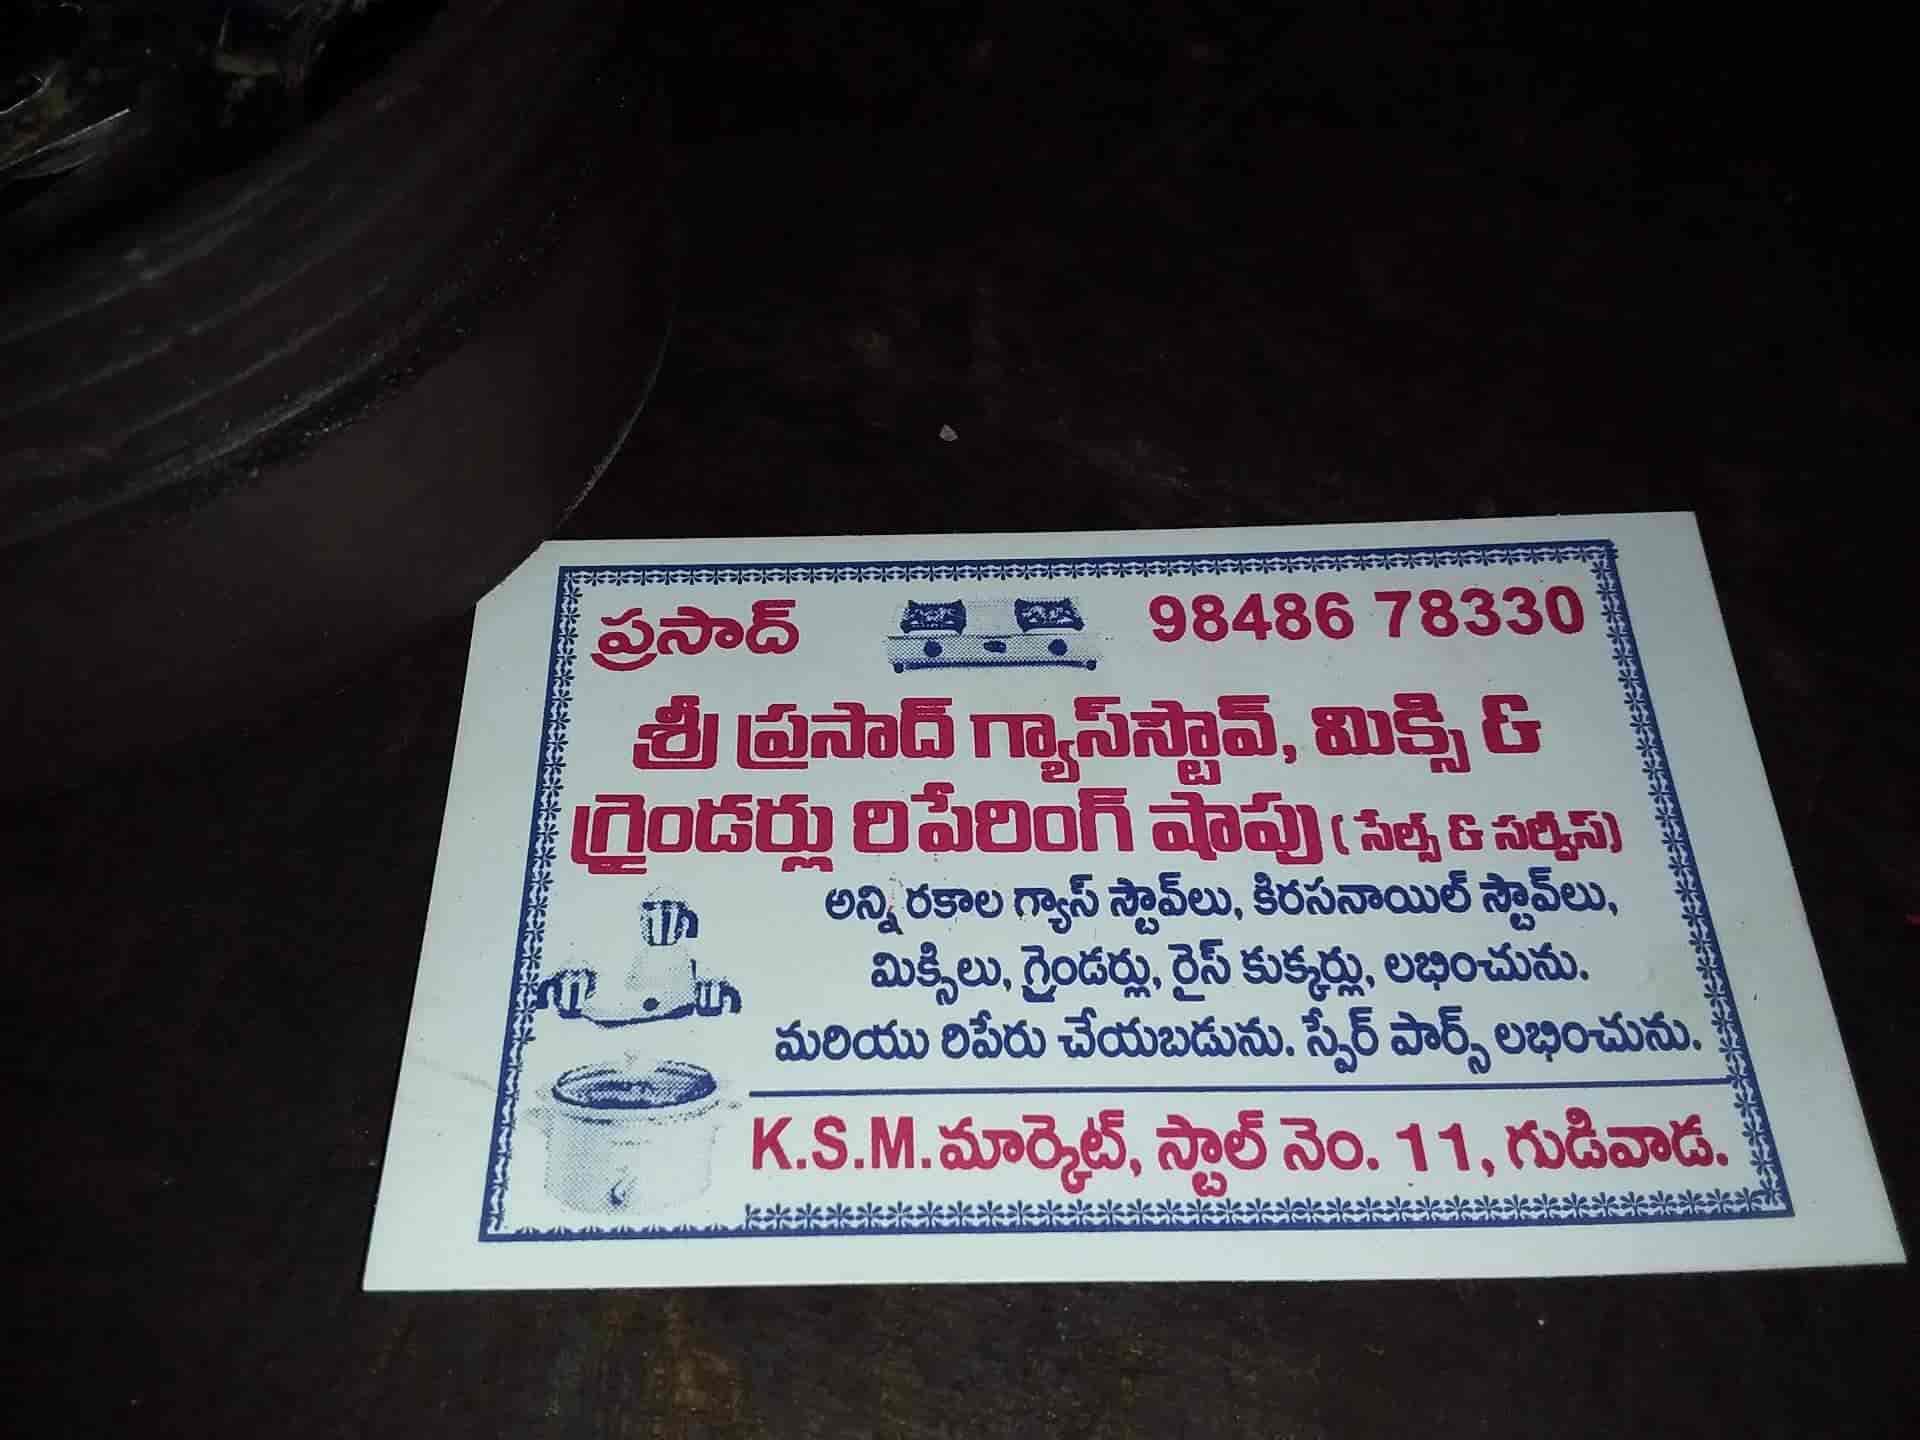 ప్రసాద్ 98486 78330
శ్రీ ప్రసాద్ గ్యాస్‌స్టౌవ్, మిక్సి &
గ్రైండర్లు రిపేరింగ్ షాపు ( సేల్స్ & సర్వీస్)
అన్ని రకాల గ్యాస్ స్టౌవ్‌లు, కిరసనాయిల్ స్టౌవ్‌లు,
మిక్సిలు, గ్రైండర్లు, రైస్ కుక్కర్లు, లభించును.
మరియు రిపేరు చేయబడును. స్పేర్ పార్ట్స్ లభించును.
K.S.M. మార్కెట్, స్టాల్ నెం. 11, గుడివాడ.